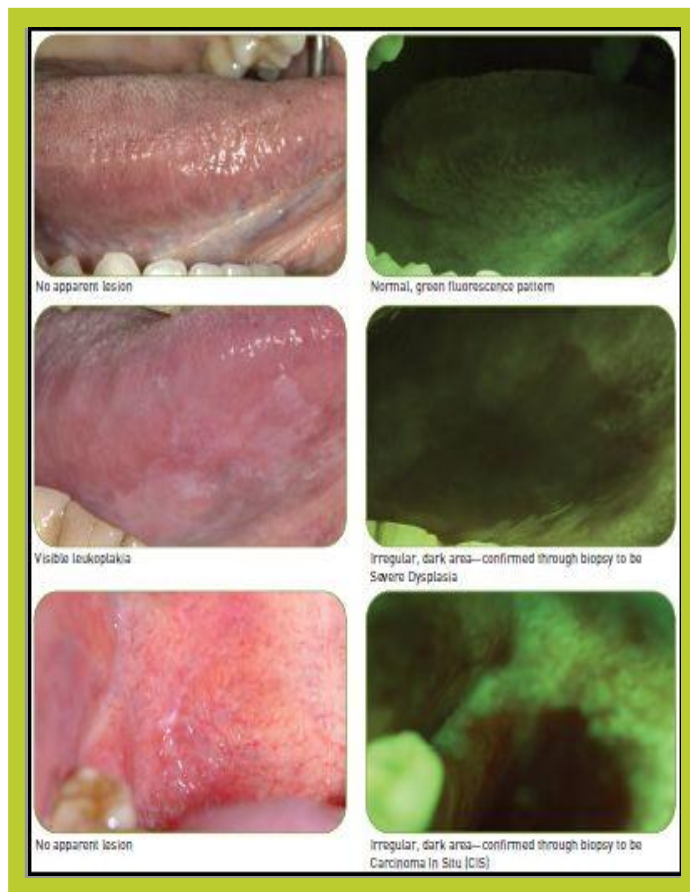 No apparent lesion
Normal, green fluorescence pattern
Visible leukoplakia
Irregular, dark area—confirmed through biopsy to be
Severe Dysplasia
No apparent lesion
Irregular, dark area—confirmed through biopsy to be
Carcinoma In Situ (CIS)